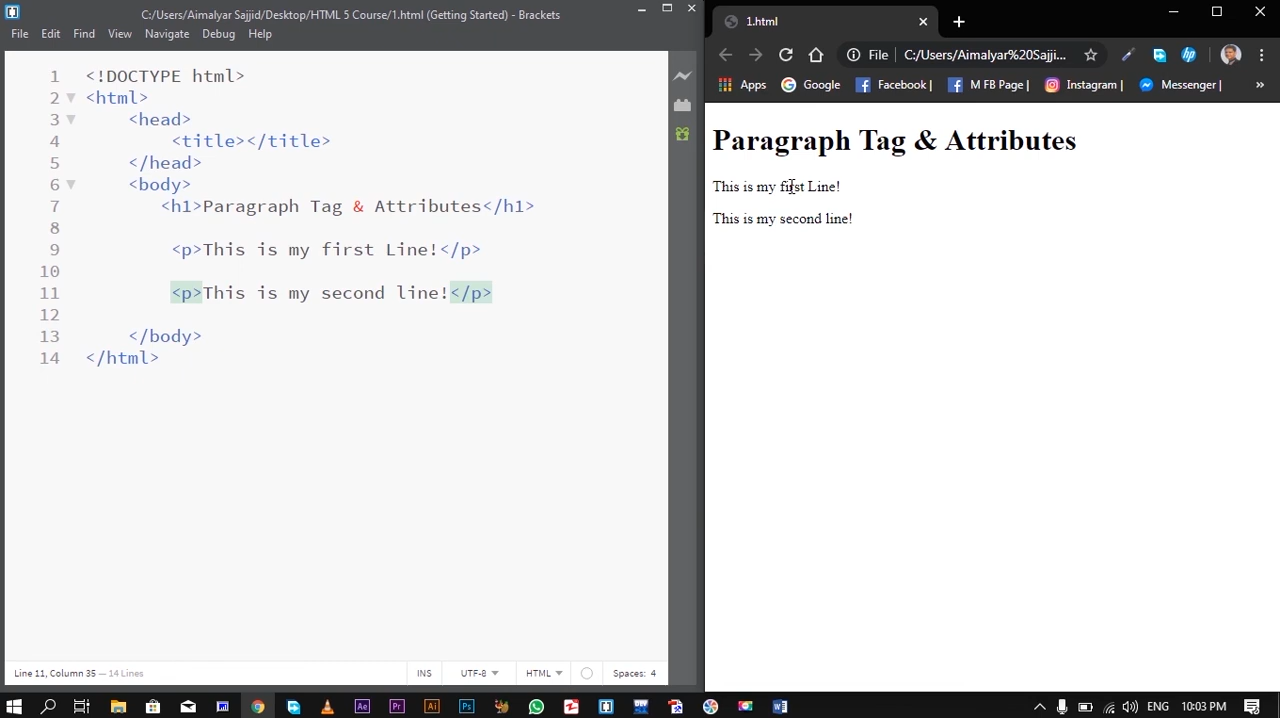 C:/Users/Aimalyar Sajjid/Desktop/HTML 5 Course/1.html (Getting Started) - Brackets
File Edit Find View Navigate Debug Help
1 <!DOCTYPE html>
2 <html>
3 <head>
4 <title></title>
5 </head>
6 <body>
7 <h1>Paragraph Tag & Attributes</h1>
8
9 <p>This is my first Line!</p>
10
11 <p>This is my second line!</p>
12
13 </body>
14 </html>
Line 11, Column 35 — 14 Lines
INS UTF-8 HTML Spaces: 4
1.html
File C:/Users/Aimalyar%20Sajji...
Apps Google Facebook | M FB Page | Instagram | Messenger | »
Paragraph Tag & Attributes
This is my first Line!
This is my second line!
Ae Pr Ai Ps W
ENG 10:03 PM